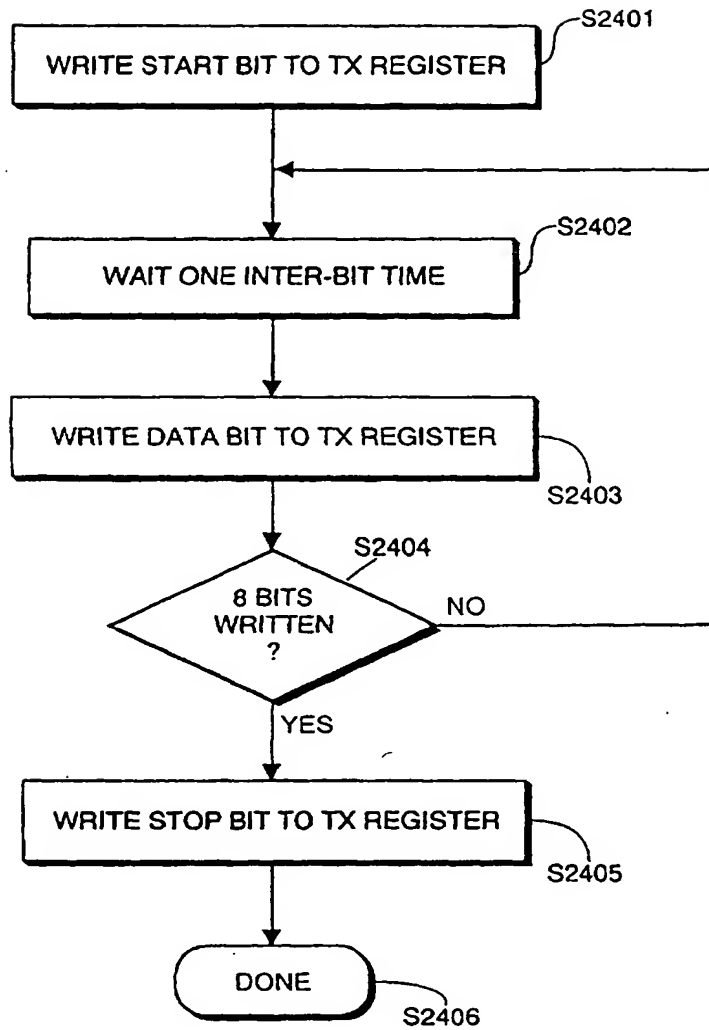 S2401
WRITE START BIT TO TX REGISTER
S2402
WAIT ONE INTER-BIT TIME
WRITE DATA BIT TO TX REGISTER
S2403
S2404
8 BITS
WRITTEN
?
NO
YES
WRITE STOP BIT TO TX REGISTER
S2405
DONE
S2406